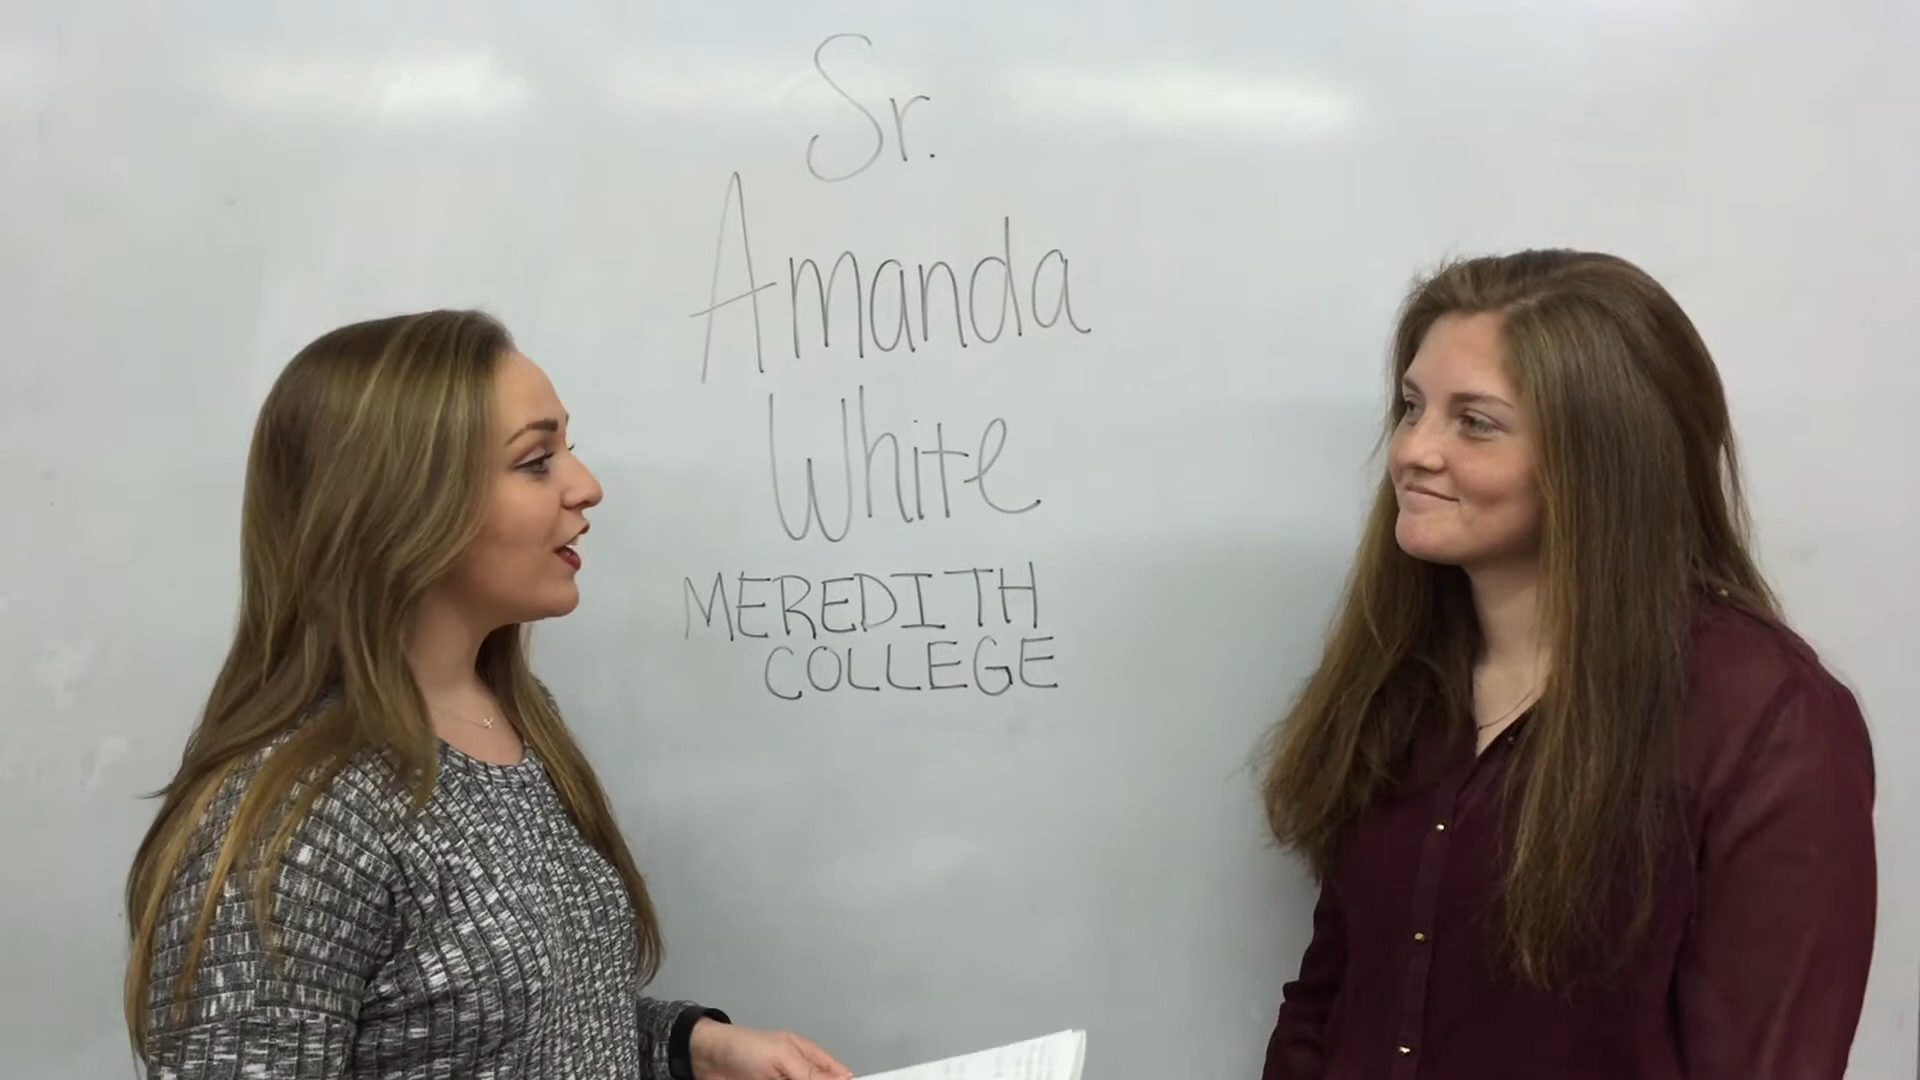 Sr.
Amanda
White
MEREDITH
COLLEGE